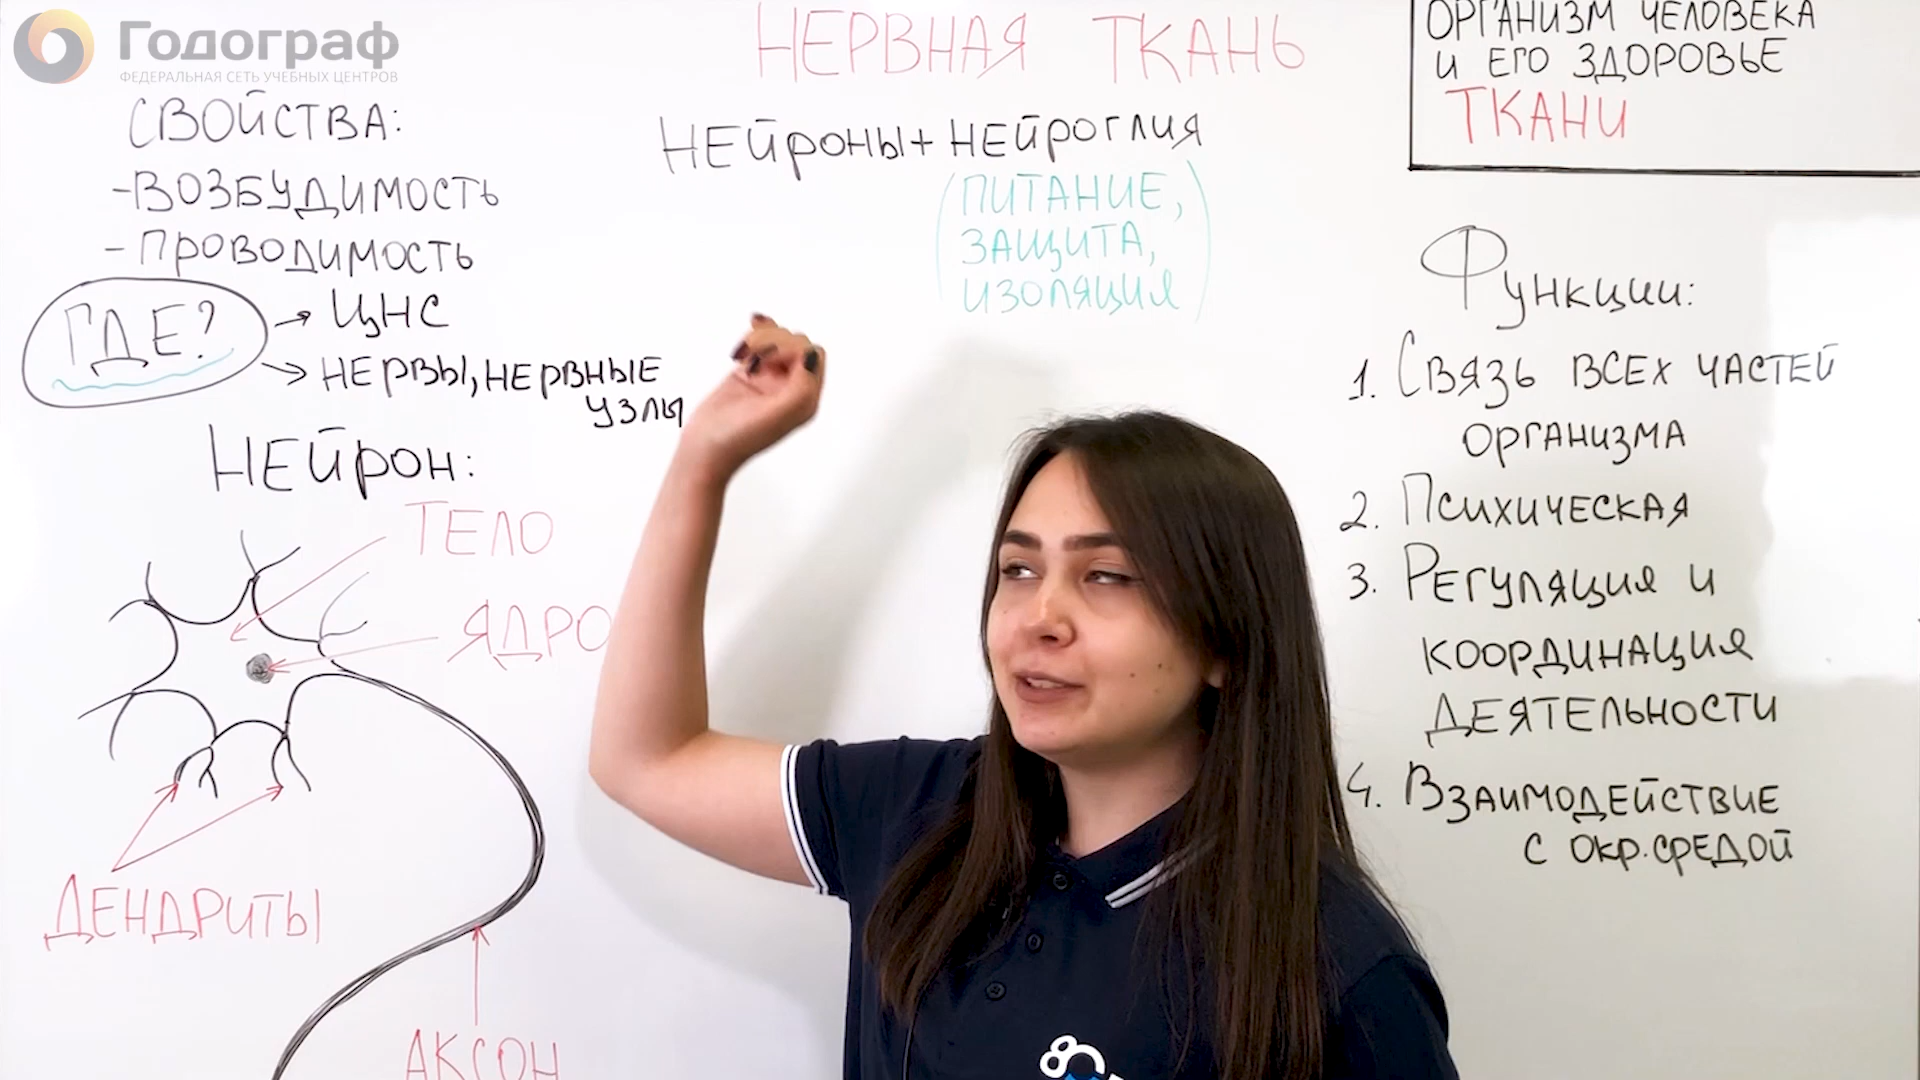 Годограф
ФЕДЕРАЛЬНАЯ СЕТЬ УЧЕБНЫХ ЦЕНТРОВ
НЕРВНАЯ ТКАНЬ
НЕЙРОНЫ + НЕЙРОГЛИЯ
(ПИТАНИЕ,
ЗАЩИТА,
ИЗОЛЯЦИЯ)
СВОЙСТВА:
- ВОЗБУДИМОСТЬ
- ПРОВОДИМОСТЬ
ГДЕ?
→ ЦНС
→ НЕРВЫ, НЕРВНЫЕ
УЗЛЫ
НЕЙРОН:
ТЕЛО
ЯДРО
ДЕНДРИТЫ
АКСОН
ОРГАНИЗМ ЧЕЛОВЕКА
И ЕГО ЗДОРОВЬЕ
ТКАНИ
Функции:
1. СВЯЗЬ ВСЕХ ЧАСТЕЙ
ОРГАНИЗМА
2. ПСИХИЧЕСКАЯ
3. РЕГУЛЯЦИЯ И
КООРДИНАЦИЯ
ДЕЯТЕЛЬНОСТИ
4. ВЗАИМОДЕЙСТВИЕ
С ОКР. СРЕДОЙ